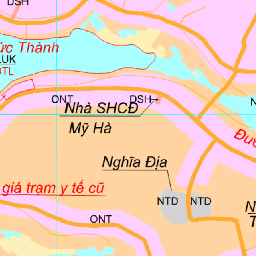 DSH
ức Thành
LUK
DTL
ONT
DSH
Nhà SHCĐ
Mỹ Hà
Đư
Nghĩa Địa
giá trạm y tế cũ
NTD
NTD
N
T
ONT